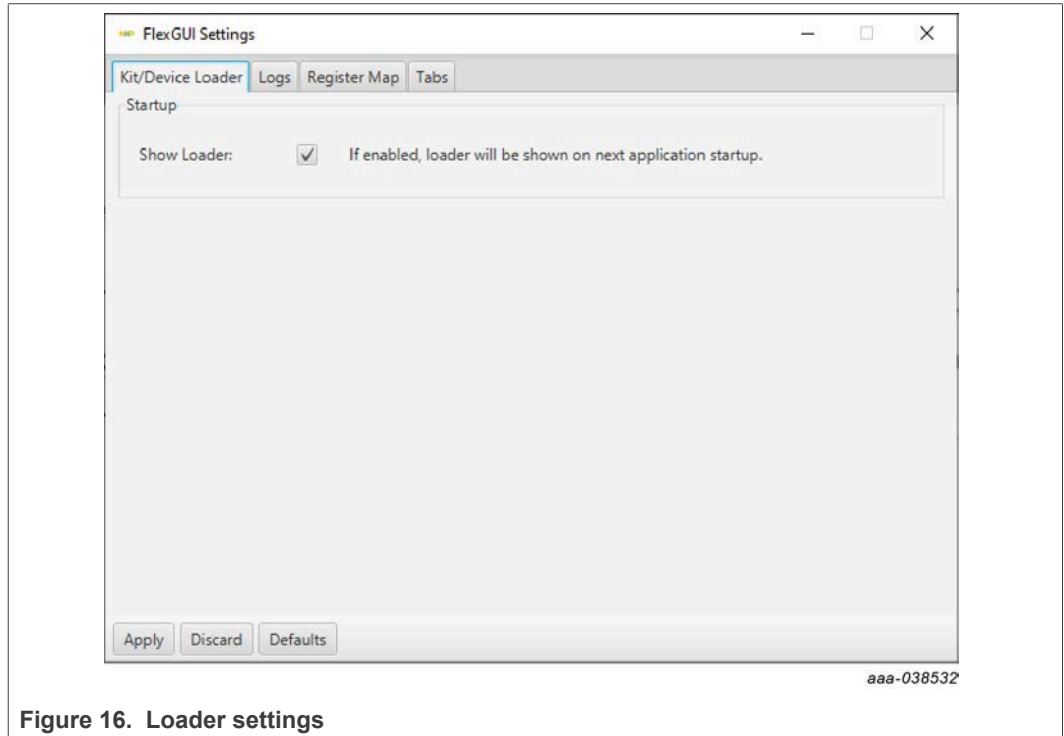 FlexGUI Settings
Kit/Device Loader Logs Register Map Tabs
Startup
Show Loader: If enabled, loader will be shown on next application startup.
Apply Discard Defaults
aaa-038532
Figure 16. Loader settings